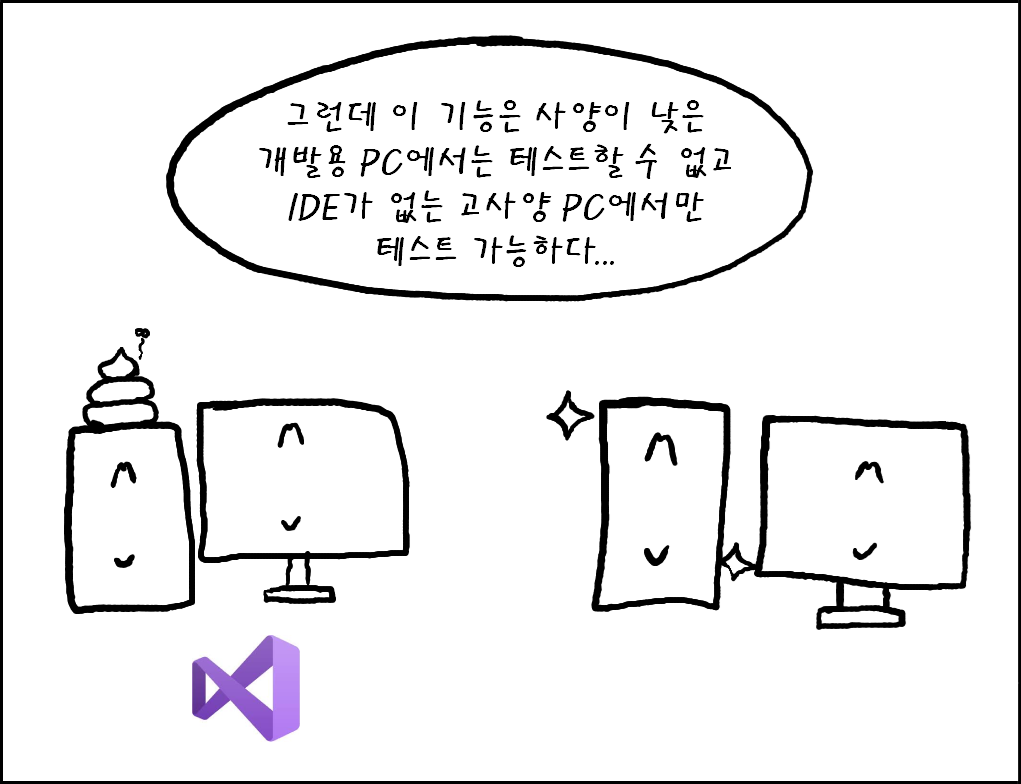 그런데 이 기능은 사양이 낮은
개발용 PC에서는 테스트할 수 없고
IDE가 없는 고사양 PC에서만
테스트 가능하다...